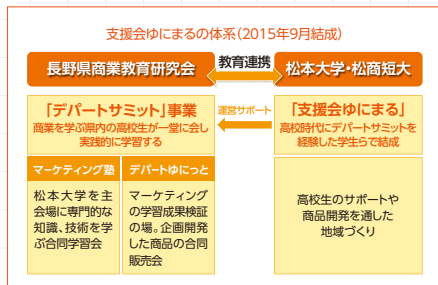 支援会ゆにまるの体系(2015年9月結成)
長野県商業教育研究会
教育連携
松本大学・松商短大
「デパートサミット」事業
商業を学ぶ県内の高校生が一堂に会し
実践的に学習する
運営サポート
「支援会ゆにまる」
高校時代にデパートサミットを
経験した学生らで結成
マーケティング塾
松本大学を主
会場に専門的な
知識、技術を学
ぶ合同学習会
デパートゆにっと
マーケティング
の学習成果検証
の場。企画開発
した商品の合同
販売会
高校生のサポートや
商品開発を通した
地域づくり